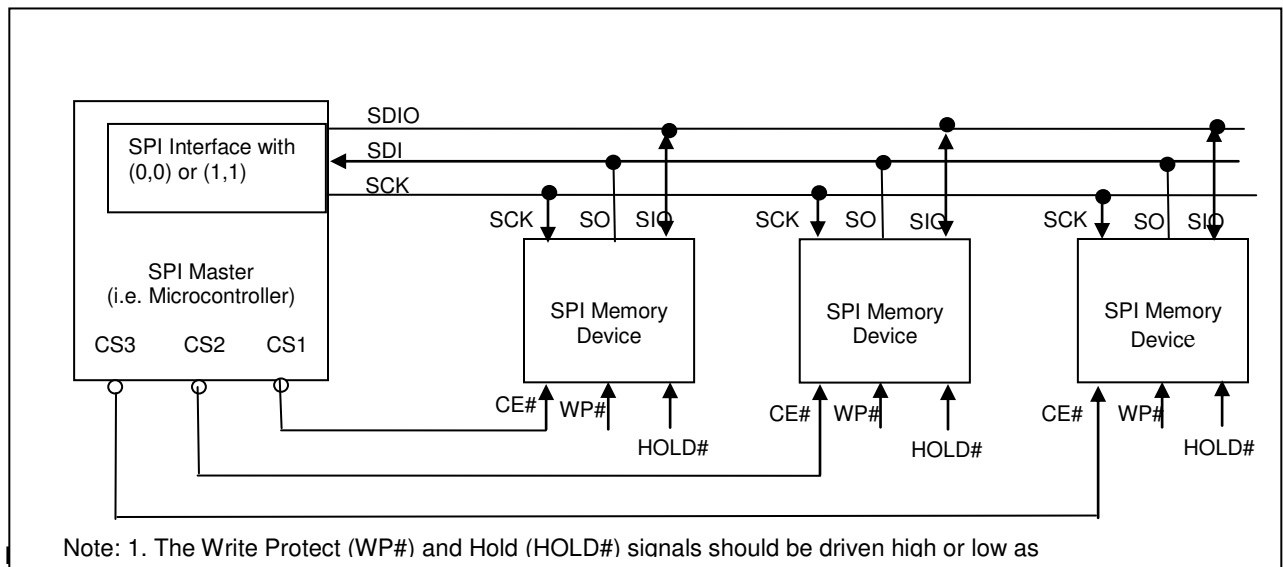 SDIO
SPI Interface with
(0,0) or (1,1)
SDI
SCK
SCK SO SIO SCK SO SIO SCK SO SIO
SPI Master
(i.e. Microcontroller)
SPI Memory
Device
SPI Memory
Device
SPI Memory
Device
CS3 CS2 CS1
CE# WP# CE# WP# CE# WP#
HOLD# HOLD# HOLD#
Note: 1. The Write Protect (WP#) and Hold (HOLD#) signals should be driven high or low as